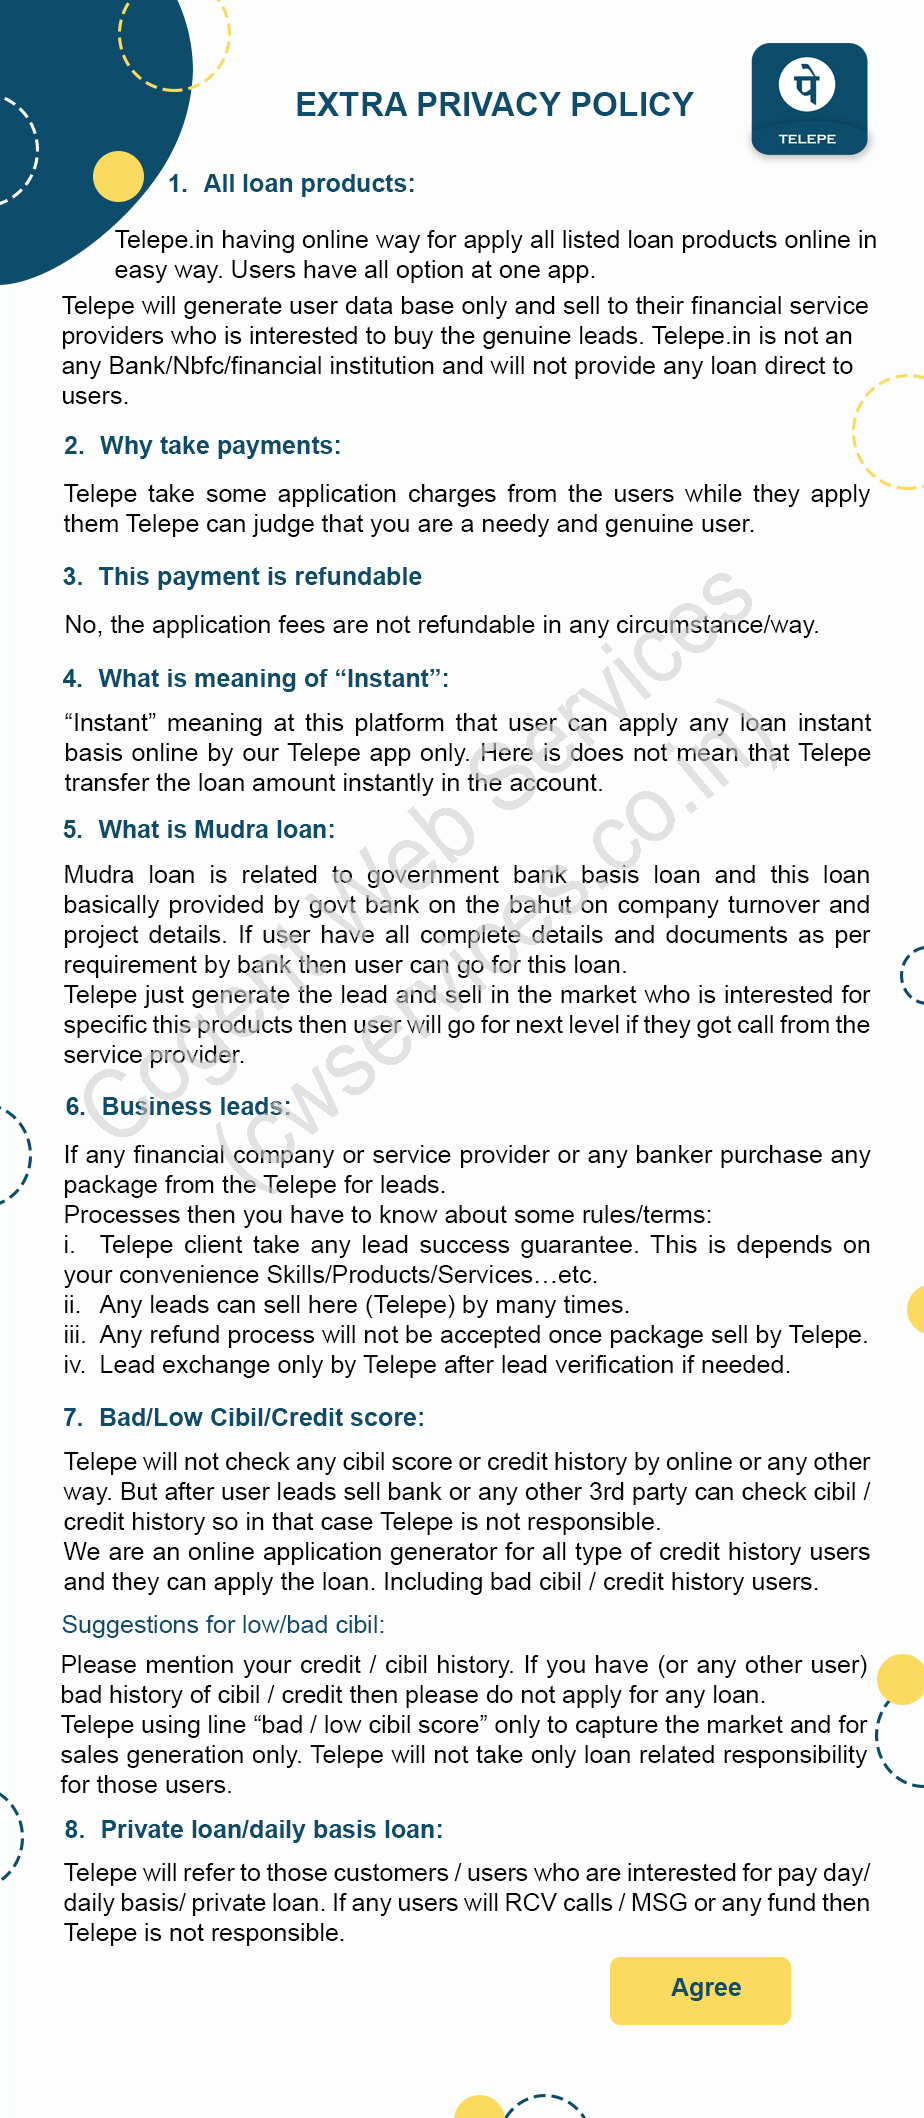 पे
TELEPE
EXTRA PRIVACY POLICY
1. All loan products:
Telepe.in having online way for apply all listed loan products online in
easy way. Users have all option at one app.
Telepe will generate user data base only and sell to their financial service
providers who is interested to buy the genuine leads. Telepe.in is not an
any Bank/Nbfc/financial institution and will not provide any loan direct to
users.
2. Why take payments:
Telepe take some application charges from the users while they apply
them Telepe can judge that you are a needy and genuine user.
3. This payment is refundable
No, the application fees are not refundable in any circumstance/way.
4. What is meaning of “Instant”:
“Instant” meaning at this platform that user can apply any loan instant
basis online by our Telepe app only. Here is does not mean that Telepe
transfer the loan amount instantly in the account.
5. What is Mudra loan:
Mudra loan is related to government bank basis loan and this loan
basically provided by govt bank on the bahut on company turnover and
project details. If user have all complete details and documents as per
requirement by bank then user can go for this loan.
Telepe just generate the lead and sell in the market who is interested for
specific this products then user will go for next level if they got call from the
service provider.
6. Business leads:
If any financial company or service provider or any banker purchase any
package from the Telepe for leads.
Processes then you have to know about some rules/terms:
i. Telepe client take any lead success guarantee. This is depends on
your convenience Skills/Products/Services…etc.
ii. Any leads can sell here (Telepe) by many times.
iii. Any refund process will not be accepted once package sell by Telepe.
iv. Lead exchange only by Telepe after lead verification if needed.
7. Bad/Low Cibil/Credit score:
Telepe will not check any cibil score or credit history by online or any other
way. But after user leads sell bank or any other 3rd party can check cibil /
credit history so in that case Telepe is not responsible.
We are an online application generator for all type of credit history users
and they can apply the loan. Including bad cibil / credit history users.
Suggestions for low/bad cibil:
Please mention your credit / cibil history. If you have (or any other user)
bad history of cibil / credit then please do not apply for any loan.
Telepe using line “bad / low cibil score” only to capture the market and for
sales generation only. Telepe will not take only loan related responsibility
for those users.
8. Private loan/daily basis loan:
Telepe will refer to those customers / users who are interested for pay day/
daily basis/ private loan. If any users will RCV calls / MSG or any fund then
Telepe is not responsible.
Agree
Cogent Web Services
(cwservices.co.in)